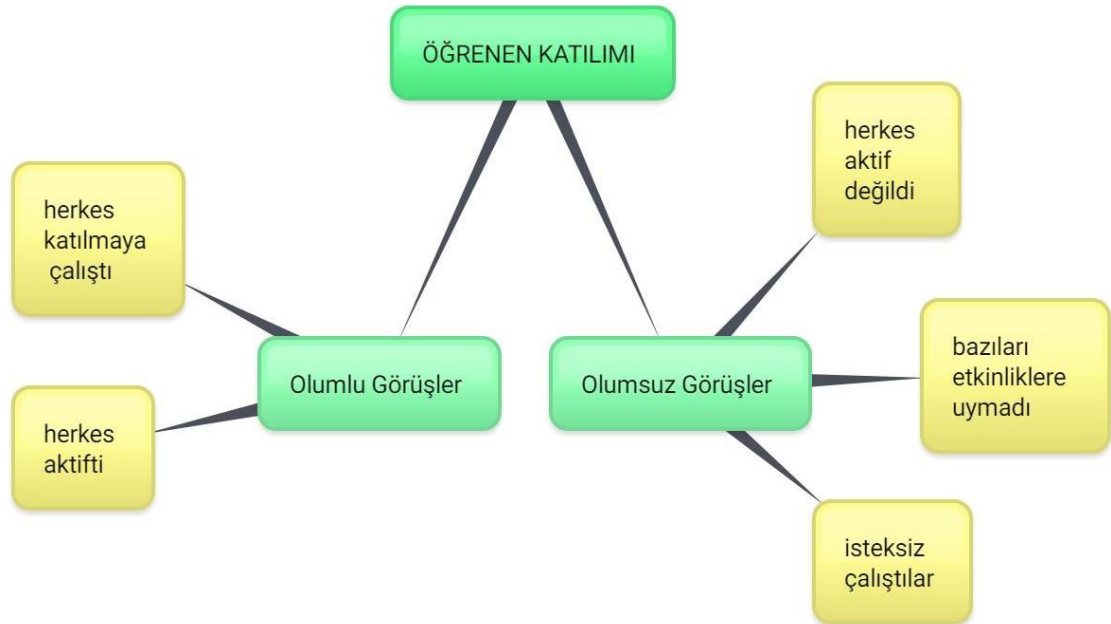 ÖĞRENEN KATILIMI
herkes
katılmaya
çalıştı
herkes
aktifti
Olumlu Görüşler
Olumsuz Görüşler
herkes
aktif
değildi
bazıları
etkinliklere
uymadı
isteksiz
çalıştılar